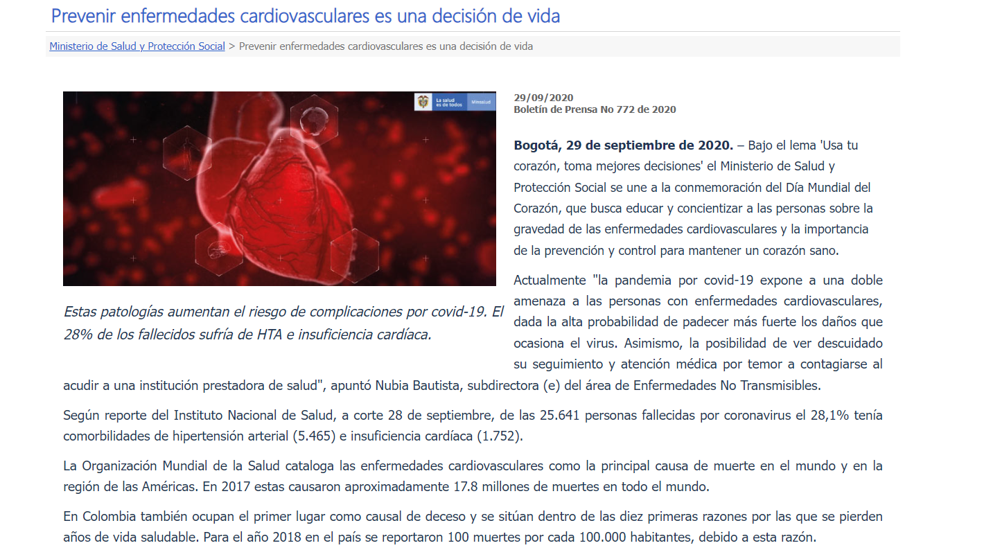 Prevenir enfermedades cardiovasculares es una decisión de vida
Ministerio de Salud y Protección Social > Prevenir enfermedades cardiovasculares es una decisión de vida
La salud
es de todos
Minsalud
29/09/2020
Boletín de Prensa No 772 de 2020
Bogotá, 29 de septiembre de 2020. – Bajo el lema 'Usa tu
corazón, toma mejores decisiones' el Ministerio de Salud y
Protección Social se une a la conmemoración del Día Mundial del
Corazón, que busca educar y concientizar a las personas sobre la
gravedad de las enfermedades cardiovasculares y la importancia
de la prevención y control para mantener un corazón sano.
Estas patologías aumentan el riesgo de complicaciones por covid-19. El
28% de los fallecidos sufría de HTA e insuficiencia cardíaca.
Actualmente "la pandemia por covid-19 expone a una doble
amenaza a las personas con enfermedades cardiovasculares,
dada la alta probabilidad de padecer más fuerte los daños que
ocasiona el virus. Asimismo, la posibilidad de ver descuidado
su seguimiento y atención médica por temor a contagiarse al
acudir a una institución prestadora de salud", apuntó Nubia Bautista, subdirectora (e) del área de Enfermedades No Transmisibles.
Según reporte del Instituto Nacional de Salud, a corte 28 de septiembre, de las 25.641 personas fallecidas por coronavirus el 28,1% tenía
comorbilidades de hipertensión arterial (5.465) e insuficiencia cardíaca (1.752).
La Organización Mundial de la Salud cataloga las enfermedades cardiovasculares como la principal causa de muerte en el mundo y en la
región de las Américas. En 2017 estas causaron aproximadamente 17.8 millones de muertes en todo el mundo.
En Colombia también ocupan el primer lugar como causal de deceso y se sitúan dentro de las diez primeras razones por las que se pierden
años de vida saludable. Para el año 2018 en el país se reportaron 100 muertes por cada 100.000 habitantes, debido a esta razón.